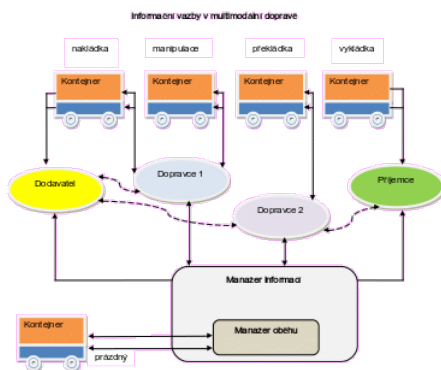 Informační vazby v multimodální dopravě
nakládka manipulace překládka vykládka
Kontejner Kontejner Kontejner Kontejner
Dodavatel
Dopravce 1
Dopravce 2
Příjemce
Manažer informací
Manažer oběhu
Kontejner
prázdný